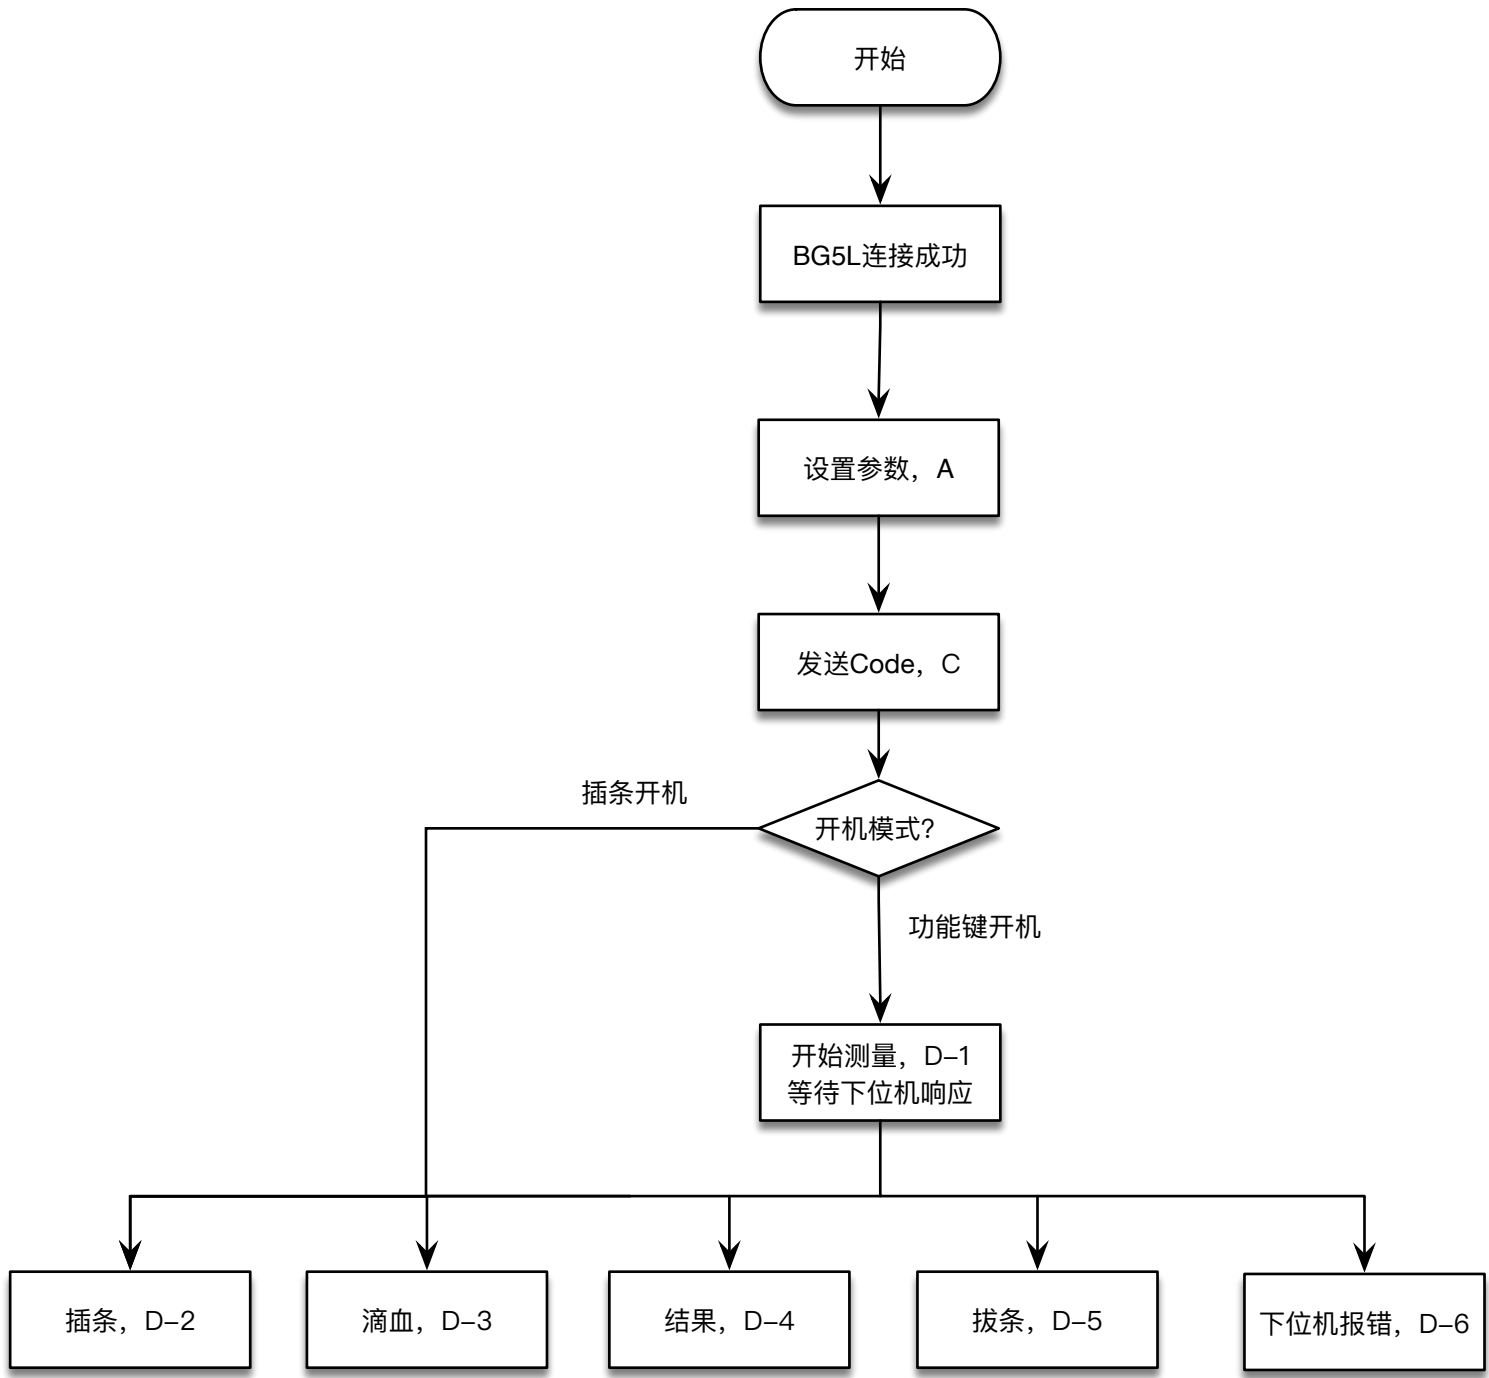 开始
BG5L连接成功
设置参数，A
发送Code，C
插条开机
开机模式?
功能键开机
开始测量，D–1
等待下位机响应
插条，D–2
滴血，D–3
结果，D–4
拔条，D–5
下位机报错，D–6